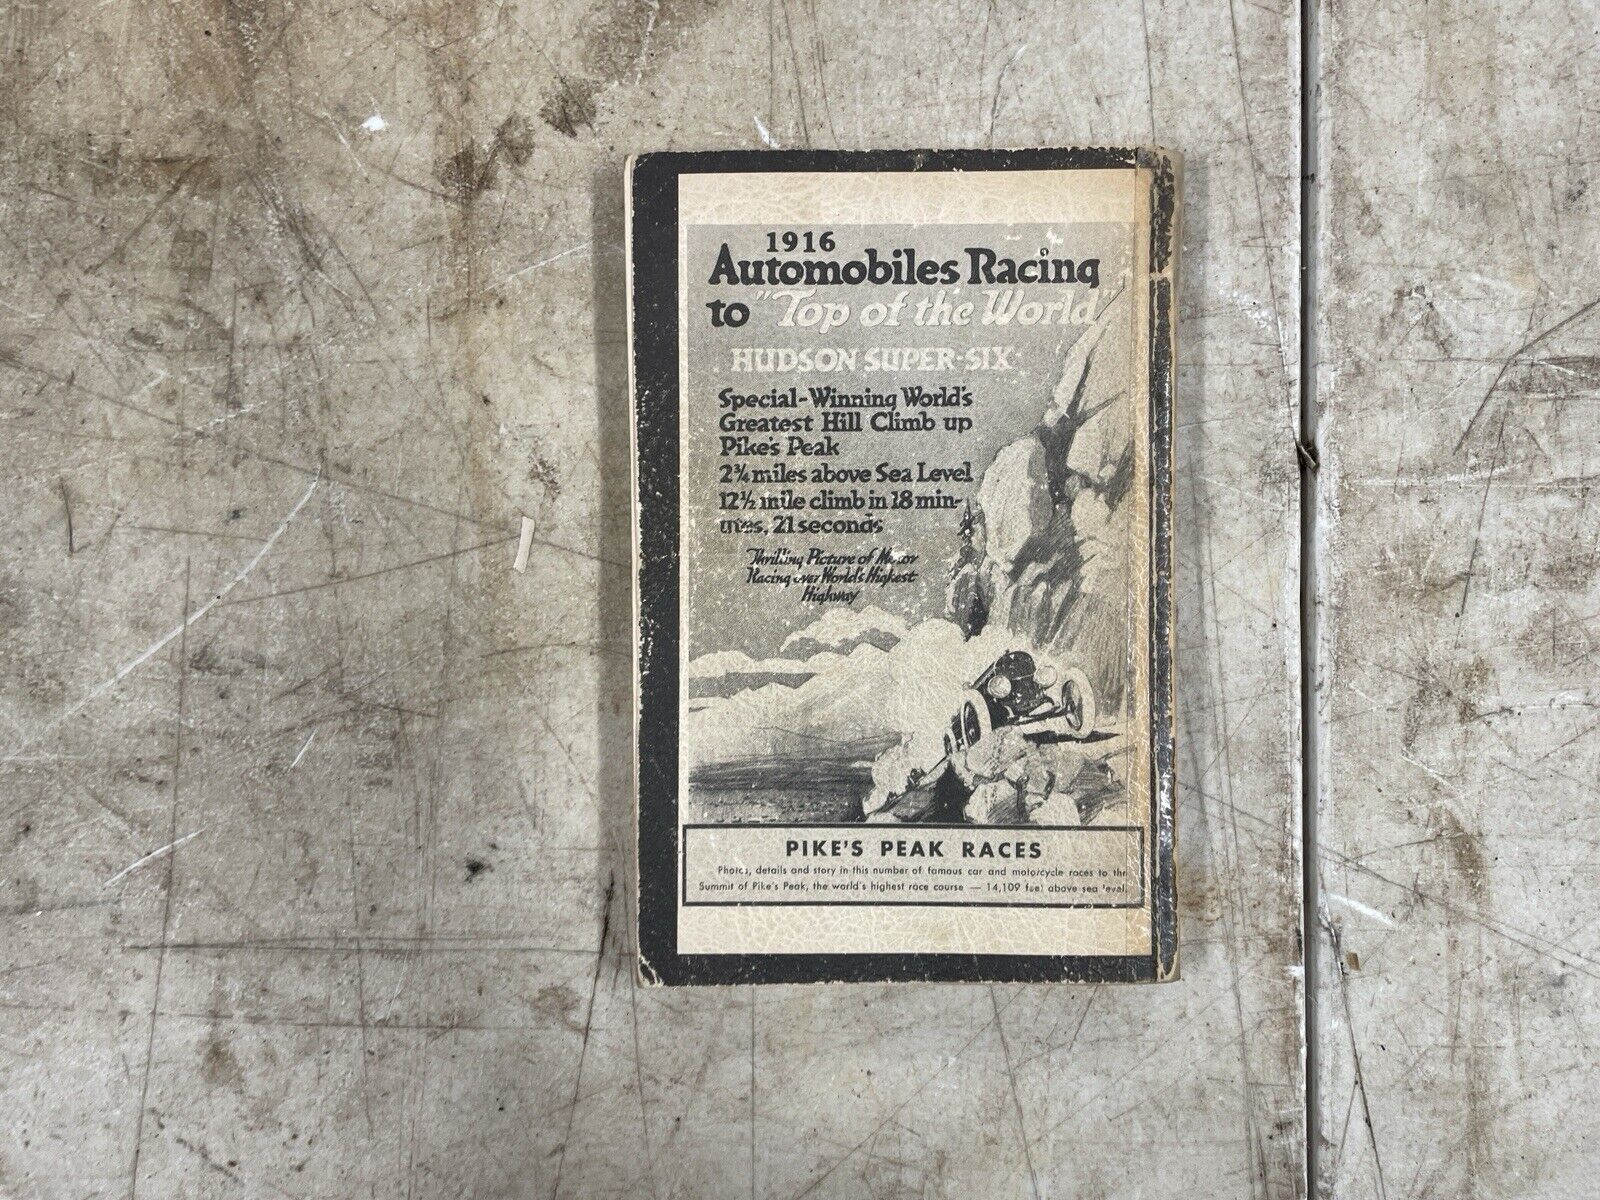 1916
Automobiles Racing
to "Top of the World"
HUDSON SUPER-SIX
Special-Winning World's
Greatest Hill Climb up
Pike's Peak
2¾ miles above Sea Level
12½ mile climb in 18 min-
utes, 21 seconds
Thrilling Picture of Motor
Racing over World's Highest
Highway
PIKE'S PEAK RACES
Photos, details and story in this number of famous car and motorcycle races to the
Summit of Pike's Peak, the world's highest race course — 14,109 feet above sea level.